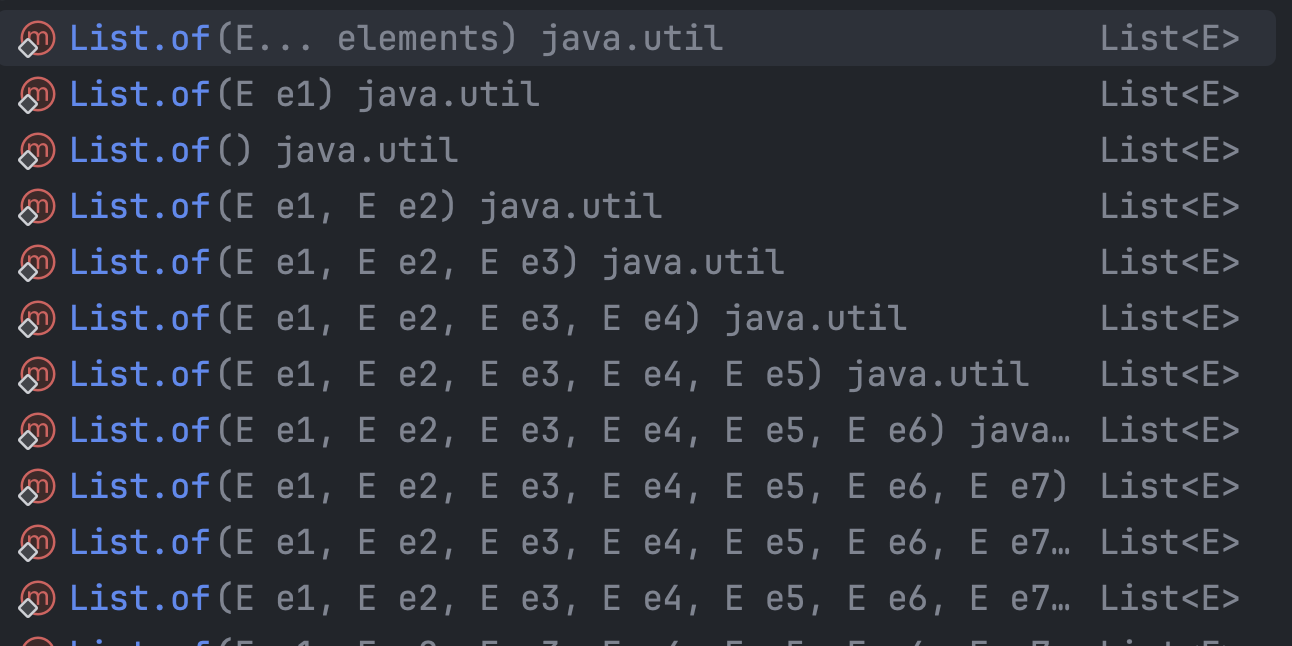 List.of(E... elements) java.util List<E>
List.of(E e1) java.util List<E>
List.of() java.util List<E>
List.of(E e1, E e2) java.util List<E>
List.of(E e1, E e2, E e3) java.util List<E>
List.of(E e1, E e2, E e3, E e4) java.util List<E>
List.of(E e1, E e2, E e3, E e4, E e5) java.util List<E>
List.of(E e1, E e2, E e3, E e4, E e5, E e6) java… List<E>
List.of(E e1, E e2, E e3, E e4, E e5, E e6, E e7) List<E>
List.of(E e1, E e2, E e3, E e4, E e5, E e6, E e7… List<E>
List.of(E e1, E e2, E e3, E e4, E e5, E e6, E e7… List<E>